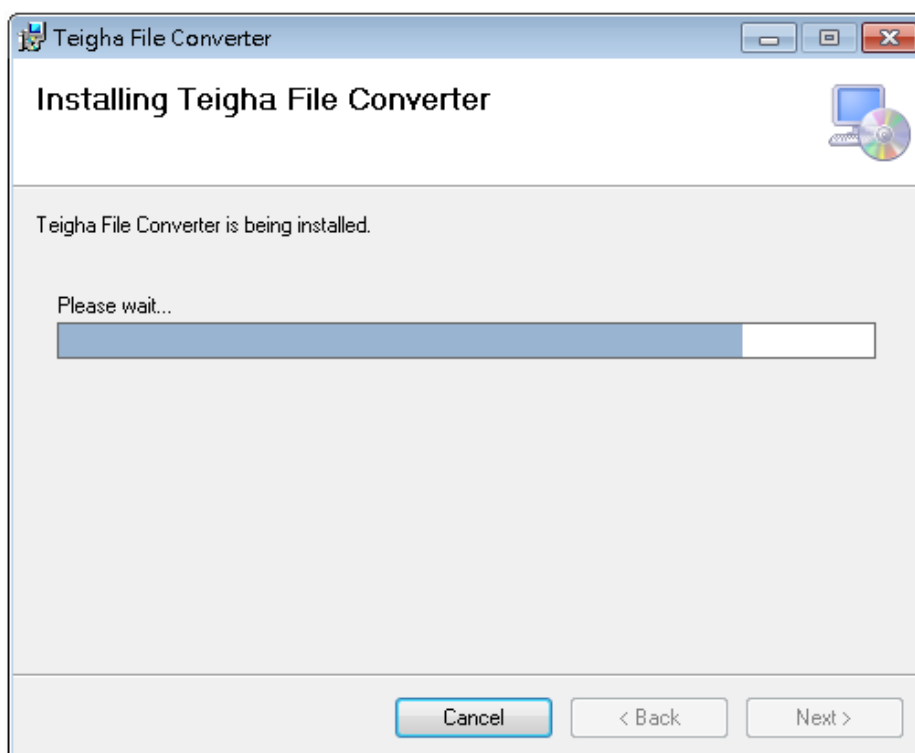 Teigha File Converter
Installing Teigha File Converter
Teigha File Converter is being installed.
Please wait...
Cancel
< Back
Next >